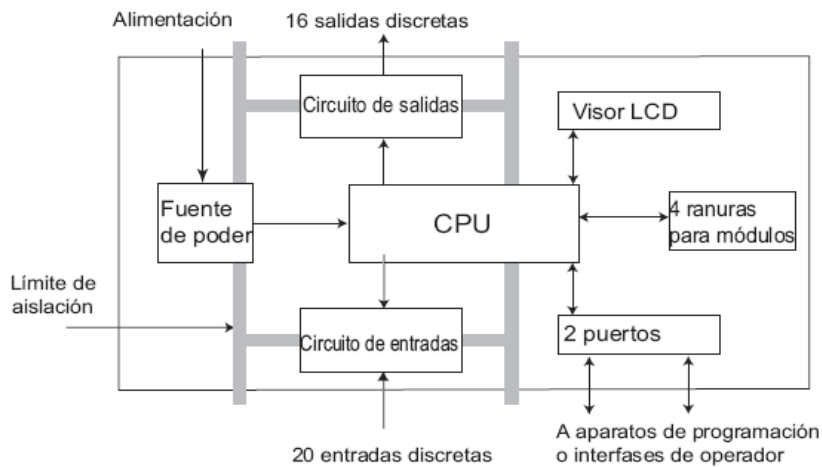 Alimentación
16 salidas discretas
Circuito de salidas
Visor LCD
Fuente
de poder
CPU
4 ranuras
para módulos
Límite de
aislación
Circuito de entradas
2 puertos
20 entradas discretas
A aparatos de programación
o interfases de operador